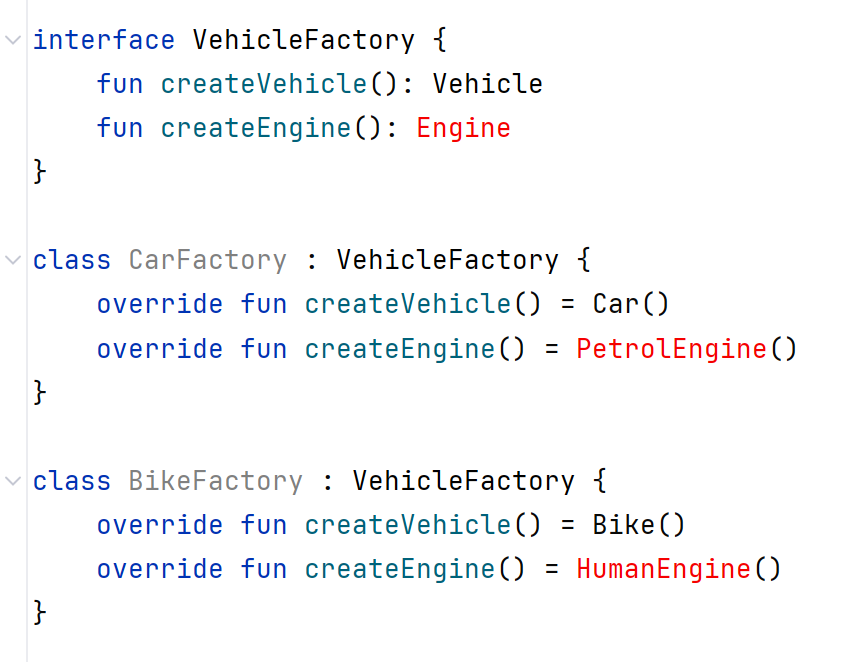 interface VehicleFactory {
    fun createVehicle(): Vehicle
    fun createEngine(): Engine
}

class CarFactory : VehicleFactory {
    override fun createVehicle() = Car()
    override fun createEngine() = PetrolEngine()
}

class BikeFactory : VehicleFactory {
    override fun createVehicle() = Bike()
    override fun createEngine() = HumanEngine()
}